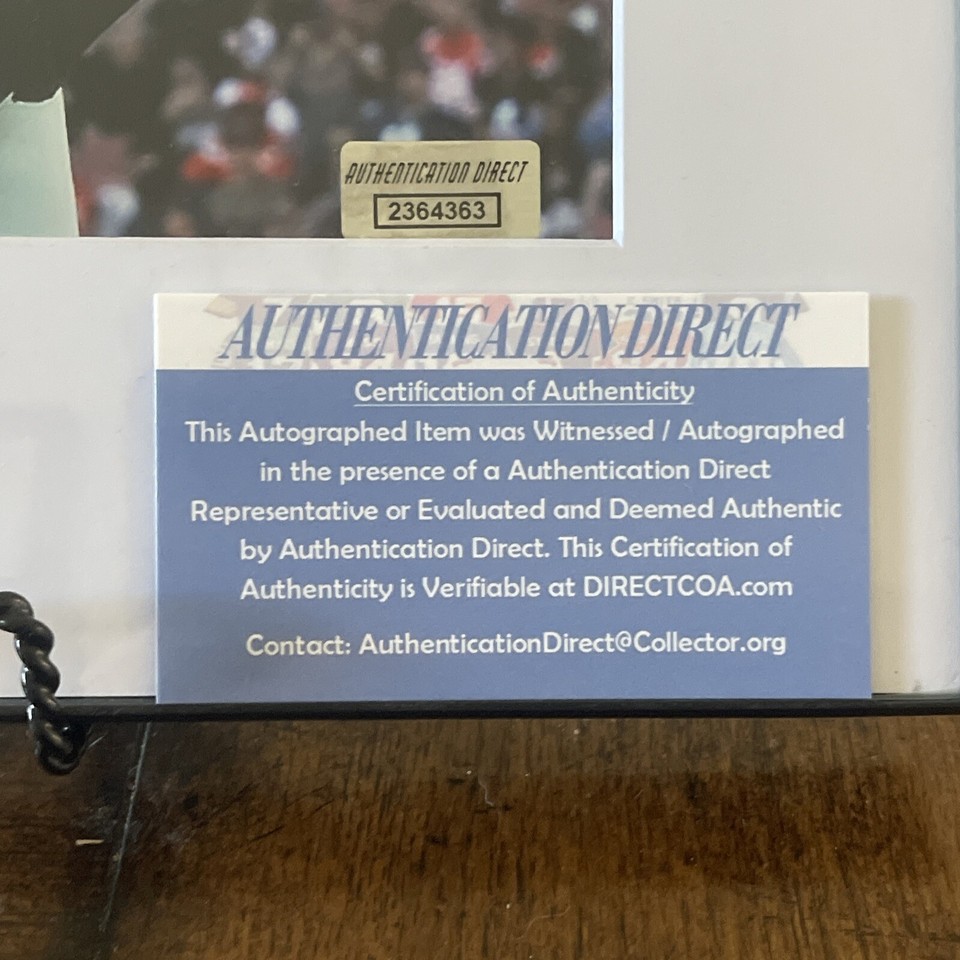 AUTHENTICATION DIRECT
2364363
AUTHENTICATION DIRECT
Certification of Authenticity
This Autographed Item was Witnessed / Autographed
in the presence of a Authentication Direct
Representative or Evaluated and Deemed Authentic
by Authentication Direct. This Certification of
Authenticity is Verifiable at DIRECTCOA.com
Contact: AuthenticationDirect@Collector.org